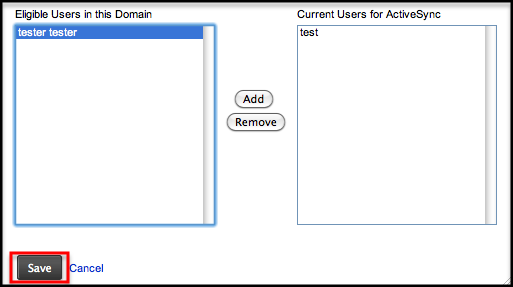 Eligible Users in this Domain
Current Users for ActiveSync
tester tester
test
Add
Remove
Save
Cancel